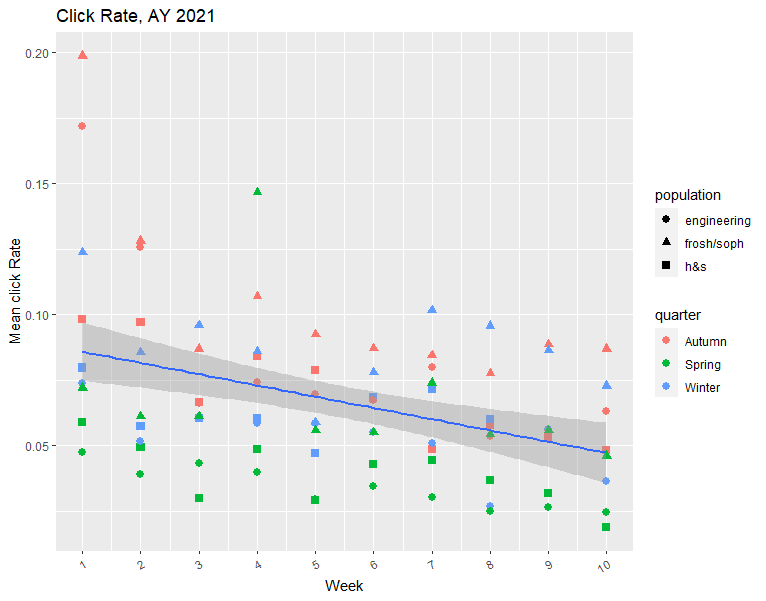 Click Rate, AY 2021
Mean click Rate
0.20
0.15
0.10
0.05
1 2 3 4 5 6 7 8 9 10
Week
population
engineering
frosh/soph
h&s
quarter
Autumn
Spring
Winter